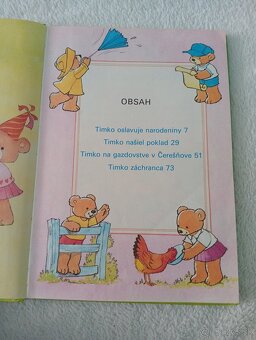 OBSAH
Timko oslavuje narodeniny 7
Timko našiel poklad 29
Timko na gazdovstve v Čerešňove 51
Timko záchranca 73